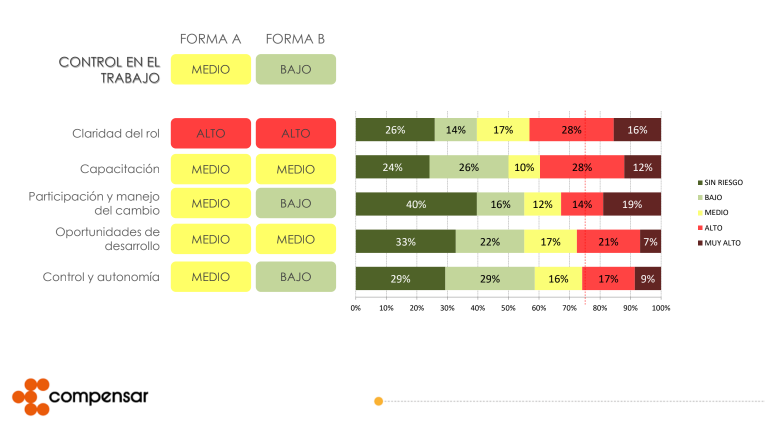 FORMA A FORMA B
CONTROL EN EL
TRABAJO
MEDIO BAJO
Claridad del rol ALTO ALTO 26% 14% 17% 28% 16%
Capacitación MEDIO MEDIO 24% 26% 10% 28% 12%
Participación y manejo
del cambio MEDIO BAJO 40% 16% 12% 14% 19%
Oportunidades de
desarrollo MEDIO MEDIO 33% 22% 17% 21% 7%
Control y autonomía MEDIO BAJO 29% 29% 16% 17% 9%
0% 10% 20% 30% 40% 50% 60% 70% 80% 90% 100%
SIN RIESGO
BAJO
MEDIO
ALTO
MUY ALTO
compensar